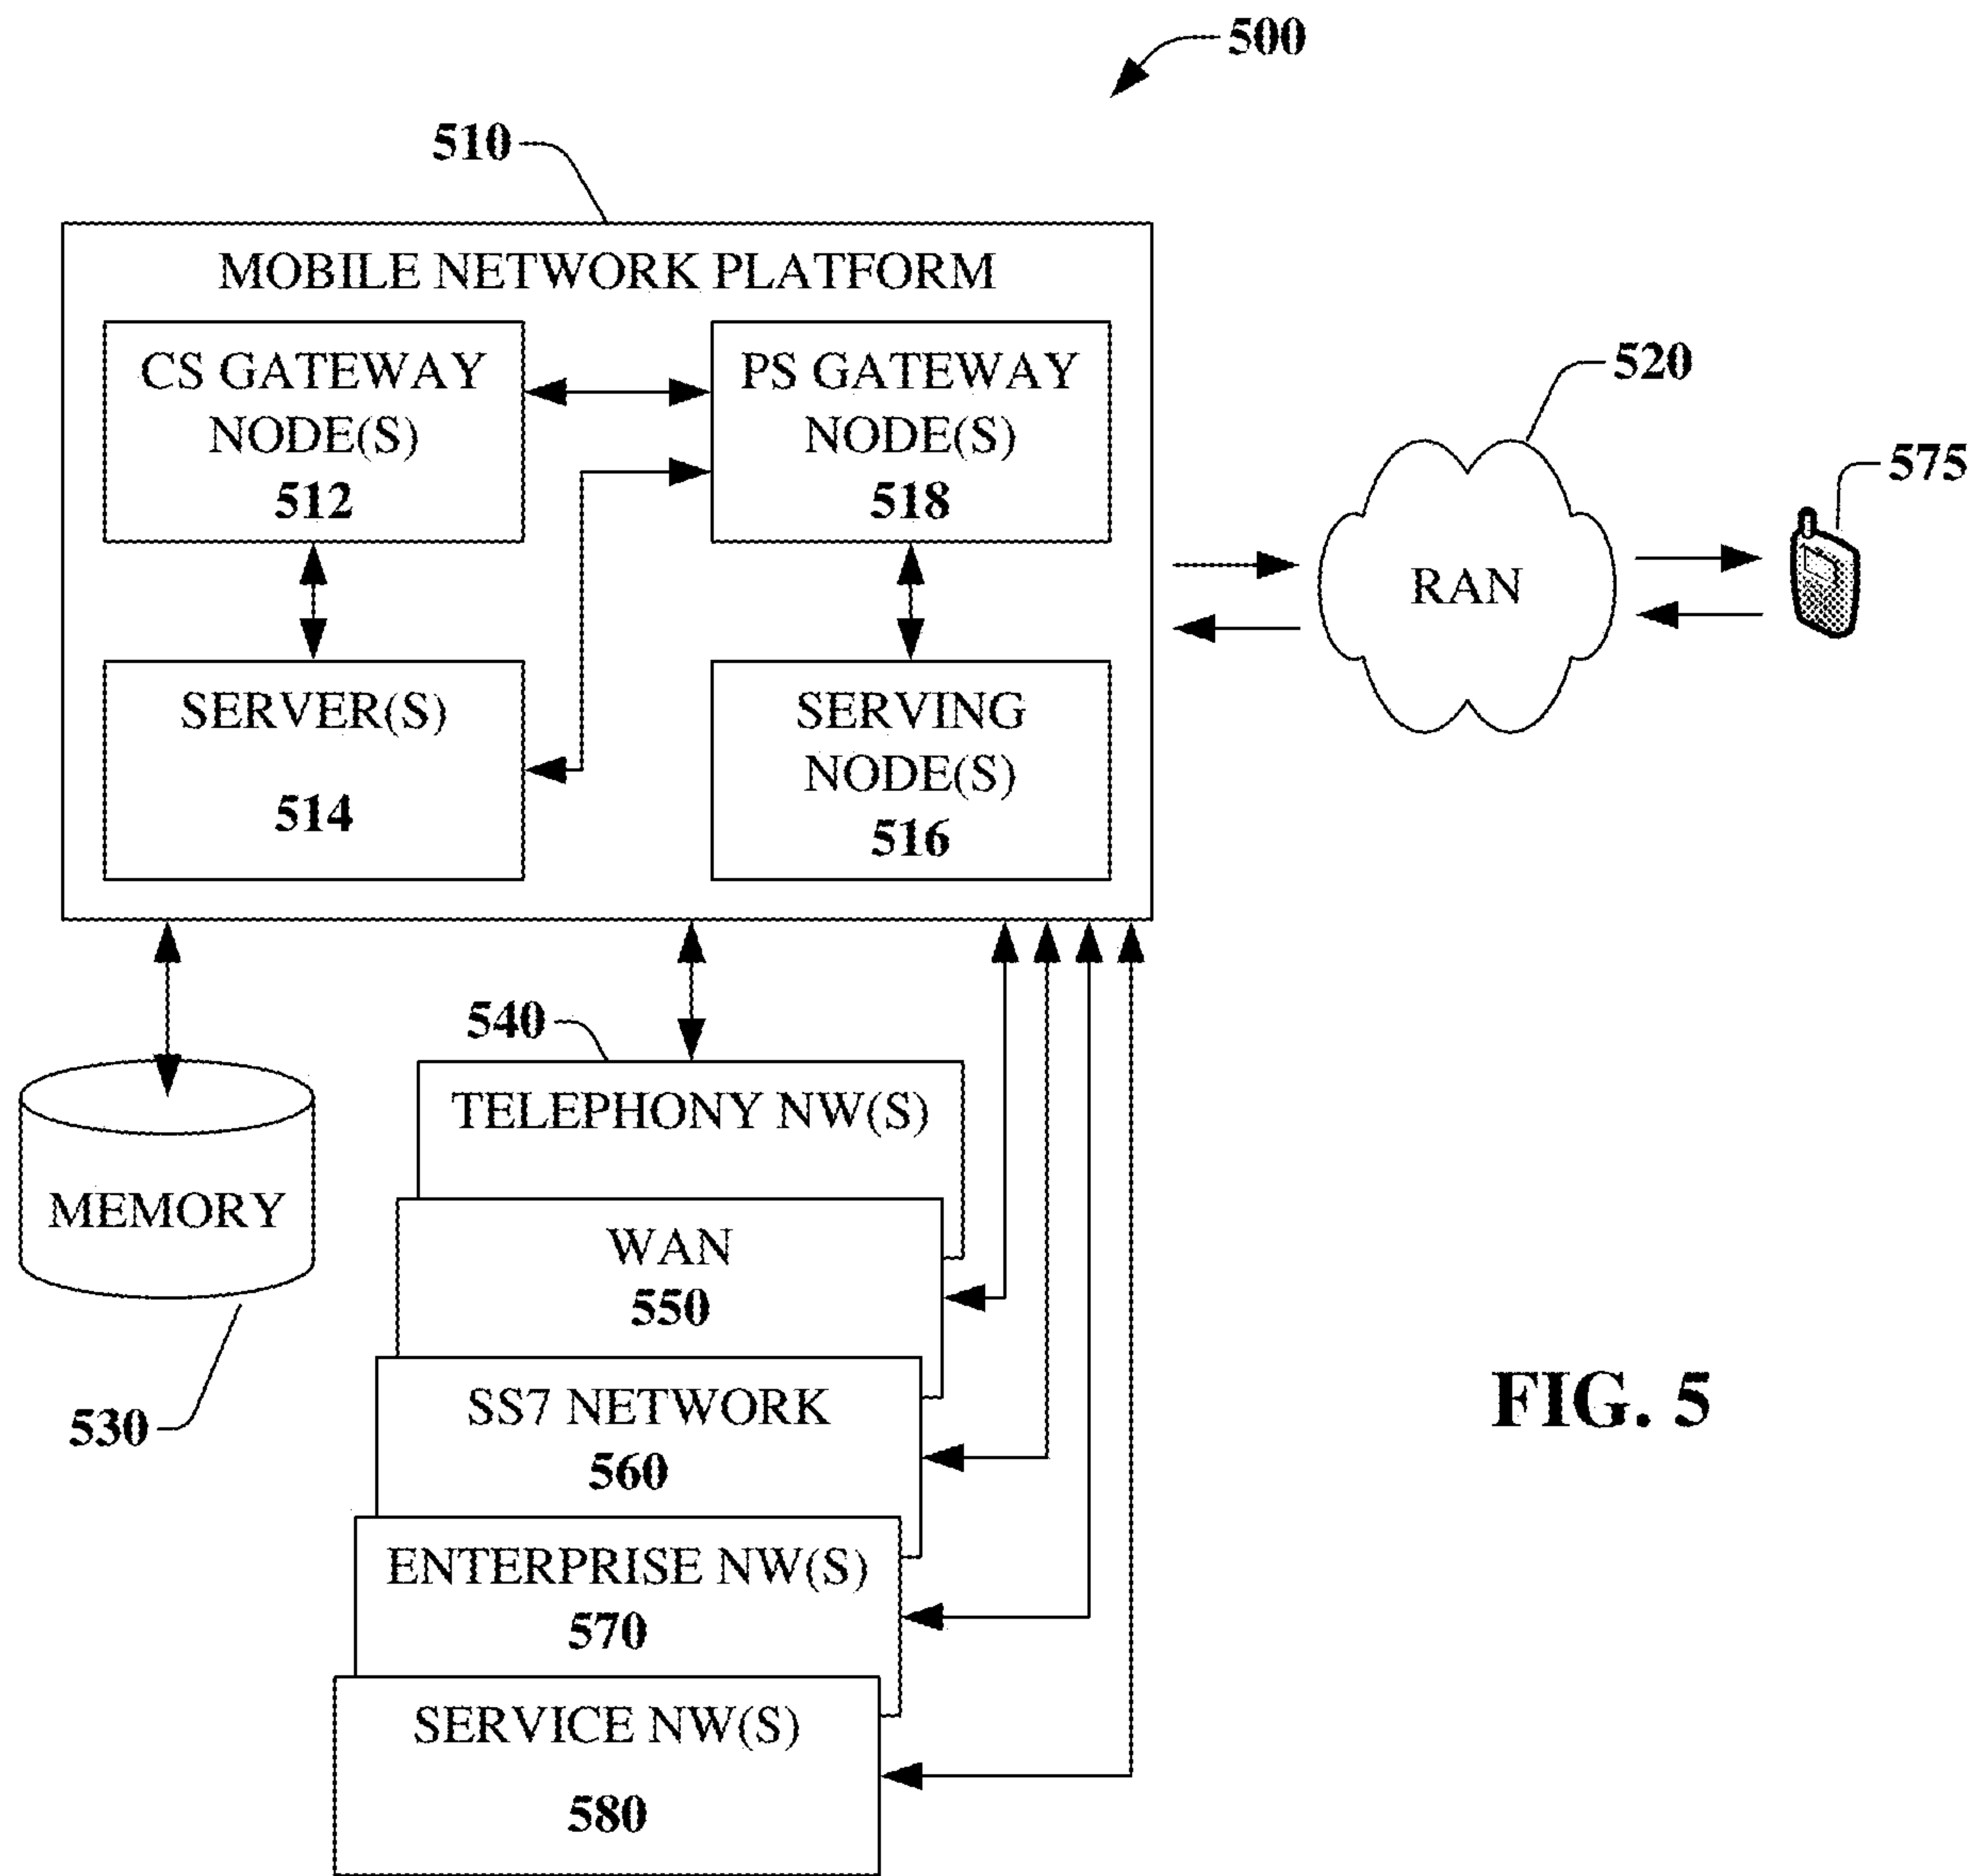 500
510
MOBILE NETWORK PLATFORM
CS GATEWAY
NODE(S)
512
PS GATEWAY
NODE(S)
518
SERVER(S)
514
SERVING
NODE(S)
516
520
RAN
575
540
TELEPHONY NW(S)
MEMORY
530
WAN
550
SS7 NETWORK
560
ENTERPRISE NW(S)
570
SERVICE NW(S)
580
FIG. 5